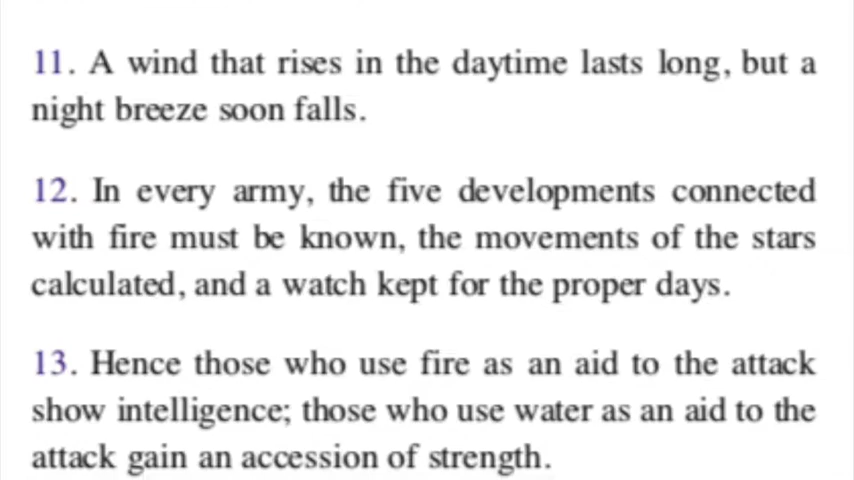 11. A wind that rises in the daytime lasts long, but a
night breeze soon falls.
12. In every army, the five developments connected
with fire must be known, the movements of the stars
calculated, and a watch kept for the proper days.
13. Hence those who use fire as an aid to the attack
show intelligence; those who use water as an aid to the
attack gain an accession of strength.